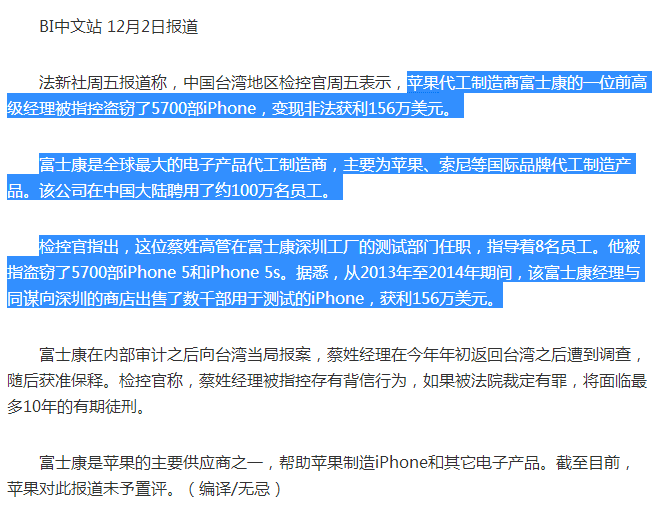 BI中文站 12月2日报道
法新社周五报道称，中国台湾地区检控官周五表示，苹果代工制造商富士康的一位前高
级经理被指控盗窃了5700部iPhone，变现非法获利156万美元。
富士康是全球最大的电子产品代工制造商，主要为苹果、索尼等国际品牌代工制造产
品。该公司在中国大陆聘用了约100万名员工。
检控官指出，这位蔡姓高管在富士康深圳工厂的测试部门任职，指导着8名员工。他被
指盗窃了5700部iPhone 5和iPhone 5s。据悉，从2013年至2014年期间，该富士康经理与
同谋向深圳的商店出售了数千部用于测试的iPhone，获利156万美元。
富士康在内部审计之后向台湾当局报案，蔡姓经理在今年年初返回台湾之后遭到调查，
随后获准保释。检控官称，蔡姓经理被指控存有背信行为，如果被法院裁定有罪，将面临最
多10年的有期徒刑。
富士康是苹果的主要供应商之一，帮助苹果制造iPhone和其它电子产品。截至目前，
苹果对此报道未予置评。（编译/无忌）